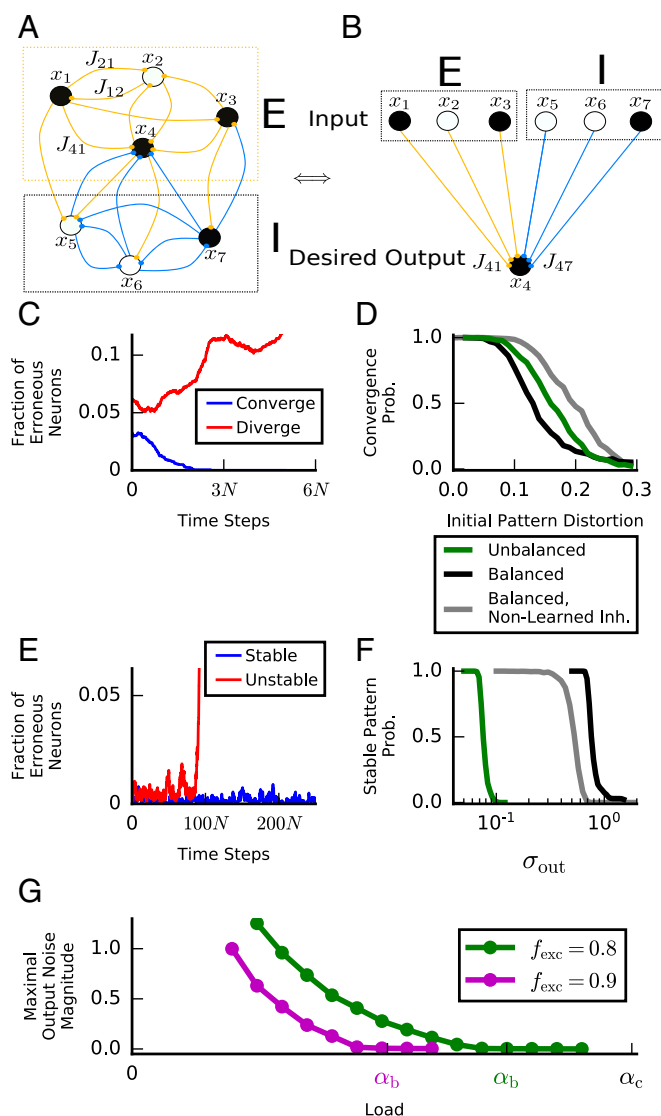 A
J21
x2
x1
J12
x3
E
J41
x4
x5
x7
I
x6
⟺
B
E
I
x1
x2
x3
x5
x6
x7
Input
Desired Output
J41
J47
x4
C
Fraction of
Erroneous
Neurons
0.1
0.05
0
Converge
Diverge
3N
6N
Time Steps
D
Convergence
Prob.
1.0
0.5
0.0
0.0
0.1
0.2
0.3
Initial Pattern Distortion
Unbalanced
Balanced
Balanced,
Non-Learned Inh.
E
Fraction of
Erroneous
Neurons
0.05
0
Stable
Unstable
0
100N
200N
Time Steps
F
Stable Pattern
Prob.
1.0
0.5
0.0
10^-1
10^0
σout
G
Maximal
Output Noise
Magnitude
1.0
0.5
0.0
fexc = 0.8
fexc = 0.9
0
αb
αb
αc
Load